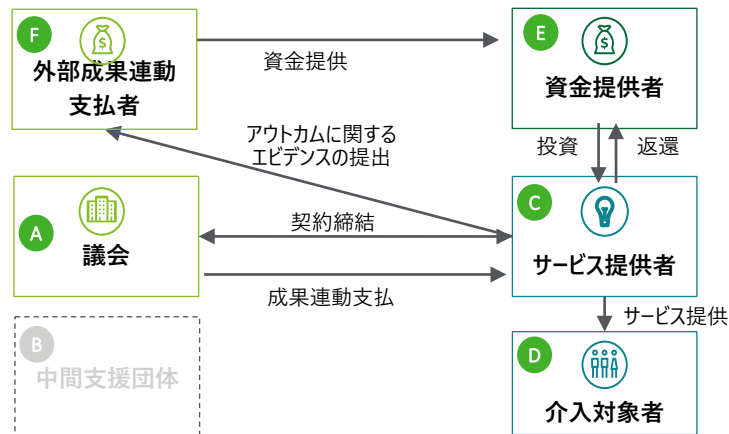 F
外部成果連動
支払者
資金提供
E
資金提供者
アウトカムに関する
エビデンスの提出
投資
返還
A
議会
契約締結
成果連動支払
C
サービス提供者
サービス提供
B
中間支援団体
D
介入対象者